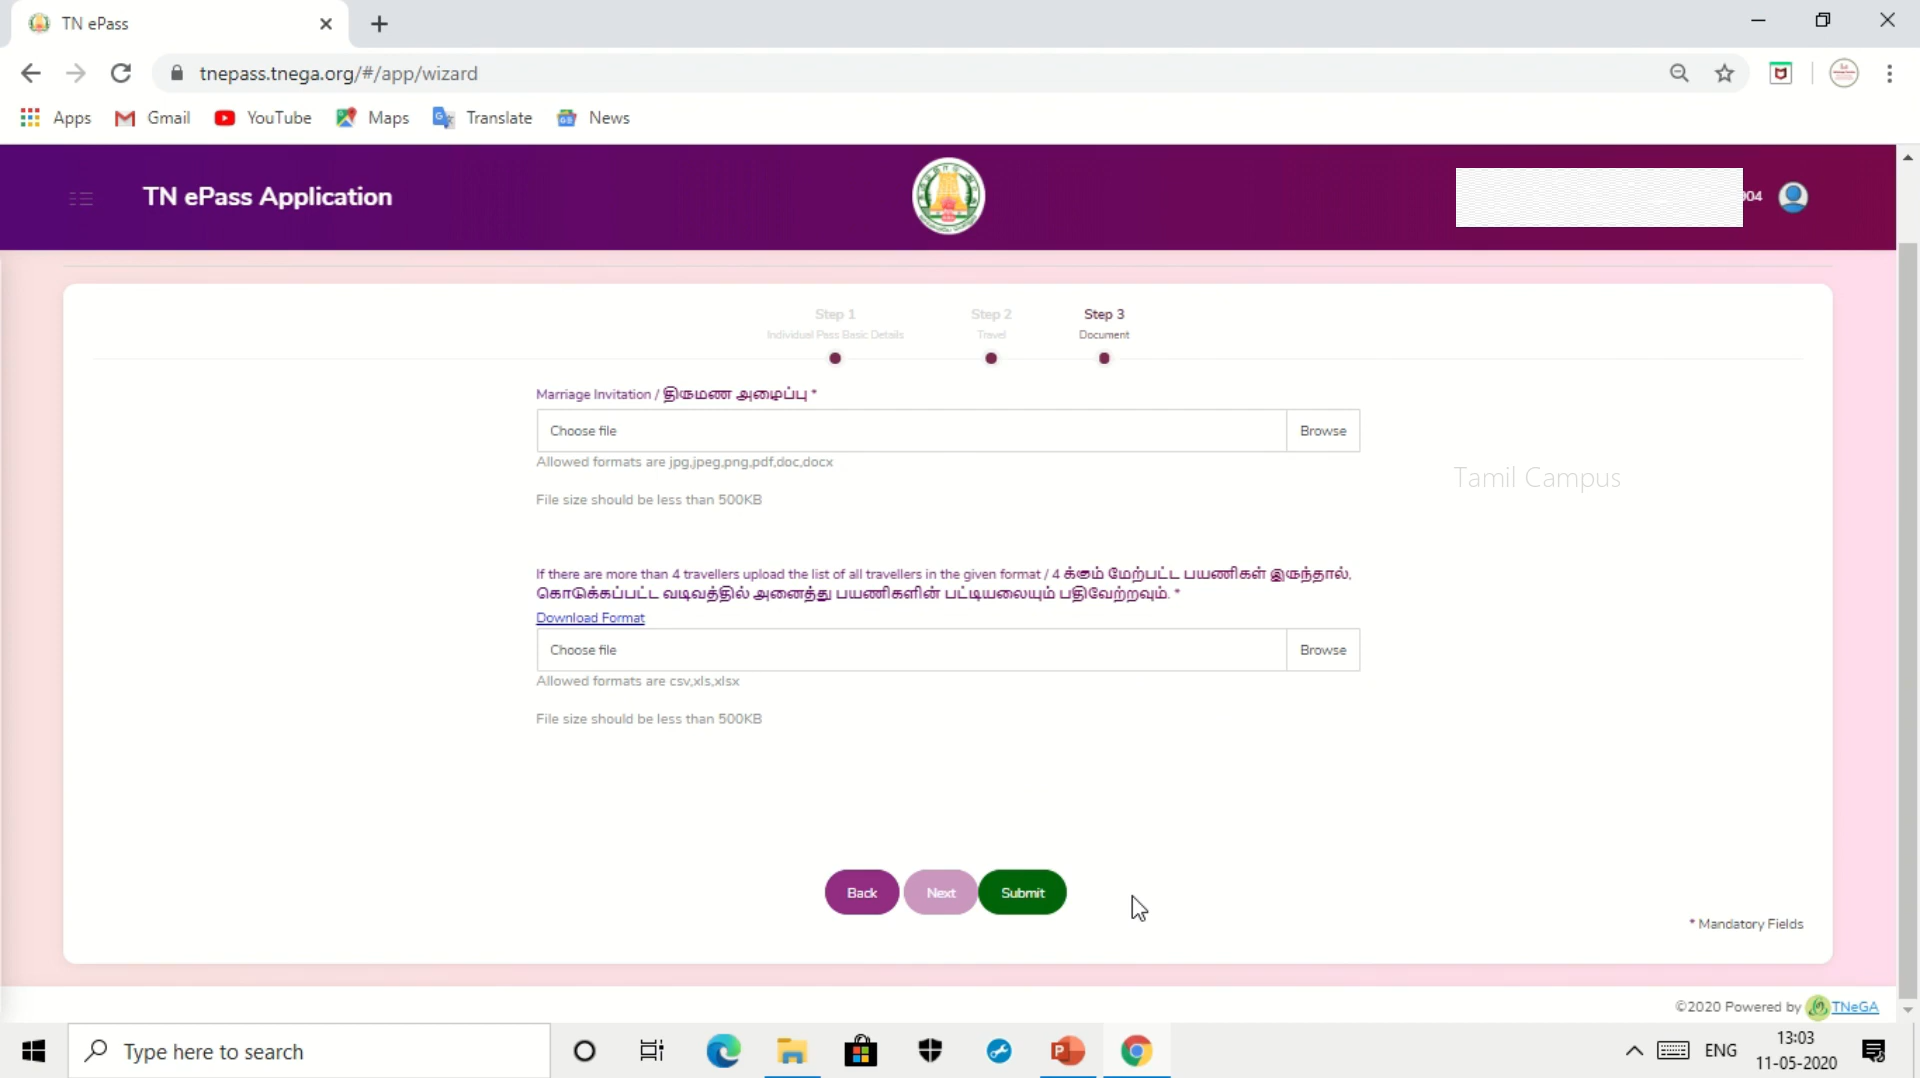 TN ePass
tnepass.tnega.org/#/app/wizard
Apps Gmail YouTube Maps Translate News
TN ePass Application
904
Step 1 Step 2 Step 3
Individual Pass Basic Details Travel Document
Marriage Invitation / திருமண அழைப்பு *
Choose file Browse
Allowed formats are jpg,jpeg,png,pdf,doc,docx
Tamil Campus
File size should be less than 500KB
If there are more than 4 travellers upload the list of all travellers in the given format / 4 க்கும் மேற்பட்ட பயணிகள் இருந்தால்,
கொடுக்கப்பட்ட வடிவத்தில் அனைத்து பயணிகளின் பட்டியலையும் பதிவேற்றவும். *
Download Format
Choose file Browse
Allowed formats are csv,xls,xlsx
File size should be less than 500KB
Back Next Submit
* Mandatory Fields
©2020 Powered by TNeGA
Type here to search
ENG
13:03
11-05-2020